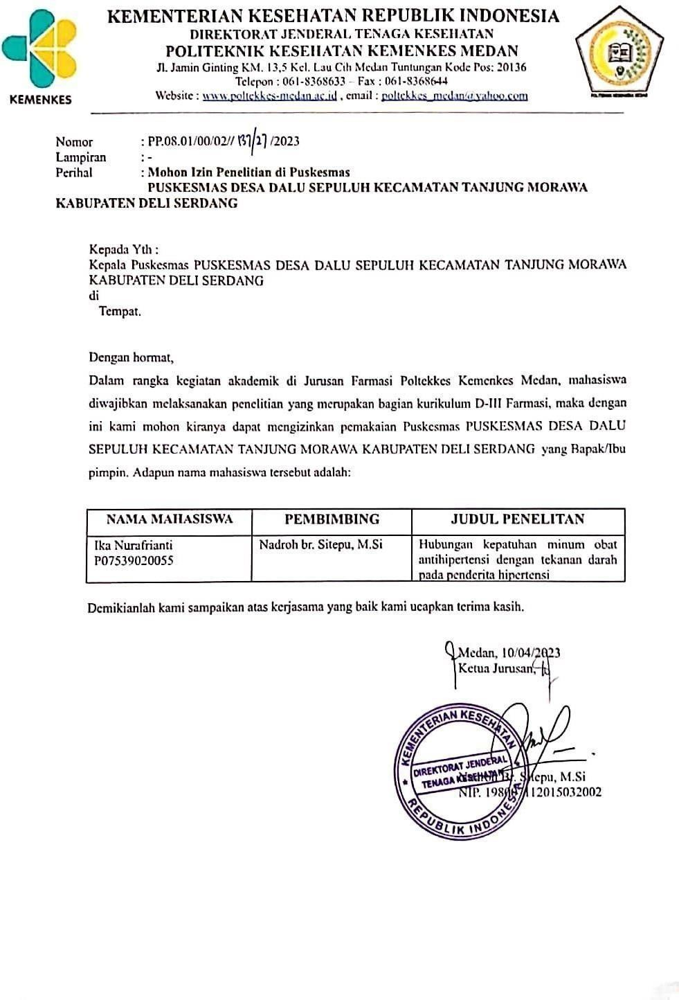 KEMENTERIAN KESEHATAN REPUBLIK INDONESIA
DIREKTORAT JENDERAL TENAGA KESEHATAN
POLITEKNIK KESEHATAN KEMENKES MEDAN
Jl. Jamin Ginting KM. 13,5 Kel. Lau Cih Medan Tuntungan Kode Pos: 20136
Telepon : 061-8368633 – Fax : 061-8368644
Website : www.poltekkes-medan.ac.id , email : poltekkes_medan@yahoo.com
KEMENKES
POLITEKNIK KESEHATAN MEDAN
Nomor : PP.08.01/00/02// 137/27 /2023
Lampiran : -
Perihal : Mohon Izin Penelitian di Puskesmas
PUSKESMAS DESA DALU SEPULUH KECAMATAN TANJUNG MORAWA
KABUPATEN DELI SERDANG
Kepada Yth :
Kepala Puskesmas PUSKESMAS DESA DALU SEPULUH KECAMATAN TANJUNG MORAWA
KABUPATEN DELI SERDANG
di
Tempat.
Dengan hormat,
Dalam rangka kegiatan akademik di Jurusan Farmasi Poltekkes Kemenkes Medan, mahasiswa
diwajibkan melaksanakan penelitian yang merupakan bagian kurikulum D-III Farmasi, maka dengan
ini kami mohon kiranya dapat mengizinkan pemakaian Puskesmas PUSKESMAS DESA DALU
SEPULUH KECAMATAN TANJUNG MORAWA KABUPATEN DELI SERDANG yang Bapak/Ibu
pimpin. Adapun nama mahasiswa tersebut adalah:
NAMA MAHASISWA PEMBIMBING JUDUL PENELITAN
Ika Nurafrianti Nadroh br. Sitepu, M.Si Hubungan kepatuhan minum obat
P07539020055 antihipertensi dengan tekanan darah
pada penderita hipertensi
Demikianlah kami sampaikan atas kerjasama yang baik kami ucapkan terima kasih.
Medan, 10/04/2023
Ketua Jurusan,
KEMENTERIAN KESEHATAN
DIREKTORAT JENDERAL
TENAGA KESEHATAN
REPUBLIK INDONESIA
Br. Sitepu, M.Si
NIP. 112015032002